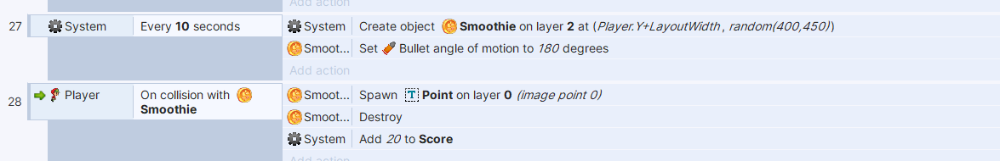 Add action
27 System Every 10 seconds System Create object Smoothie on layer 2 at (Player.Y+LayoutWidth, random(400,450))
Smoot... Set Bullet angle of motion to 180 degrees
Add action
28 Player On collision with Smoothie Smoot... Spawn T Point on layer 0 (image point 0)
Smoot... Destroy
System Add 20 to Score
Add action